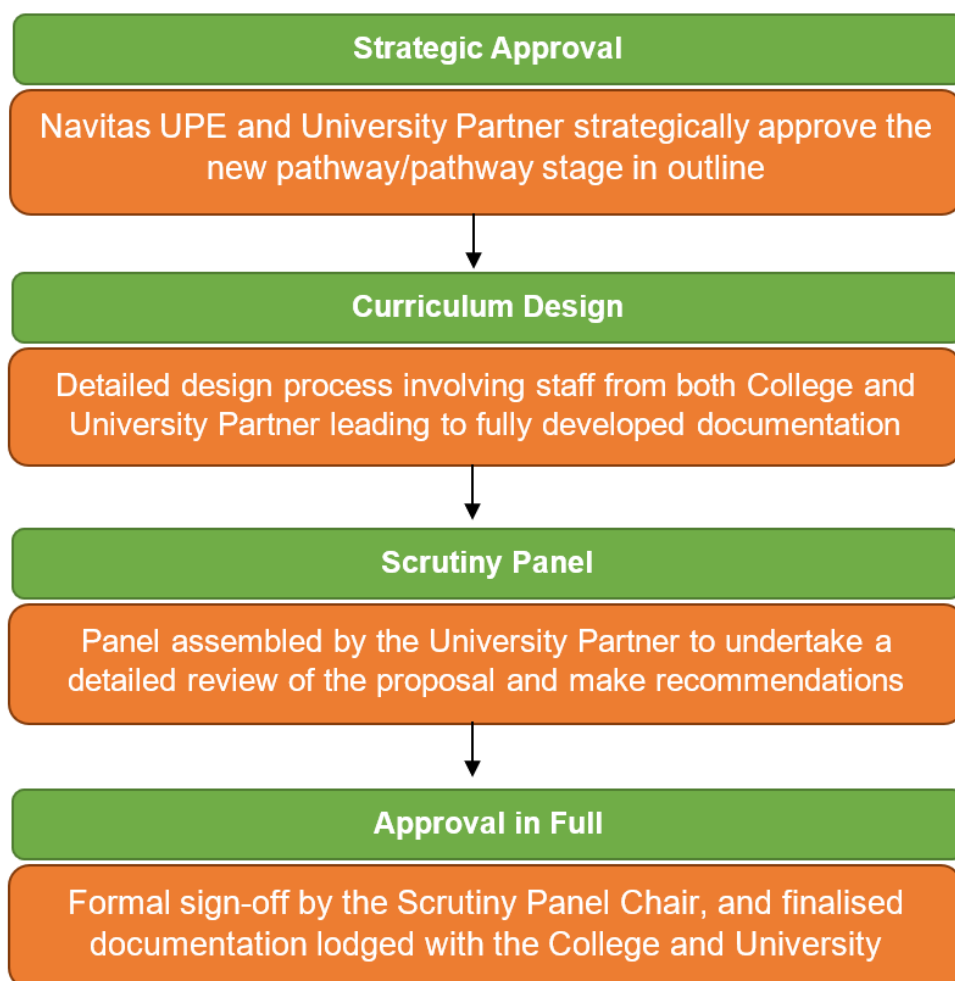 Strategic Approval
Navitas UPE and University Partner strategically approve the
new pathway/pathway stage in outline
Curriculum Design
Detailed design process involving staff from both College and
University Partner leading to fully developed documentation
Scrutiny Panel
Panel assembled by the University Partner to undertake a
detailed review of the proposal and make recommendations
Approval in Full
Formal sign-off by the Scrutiny Panel Chair, and finalised
documentation lodged with the College and University